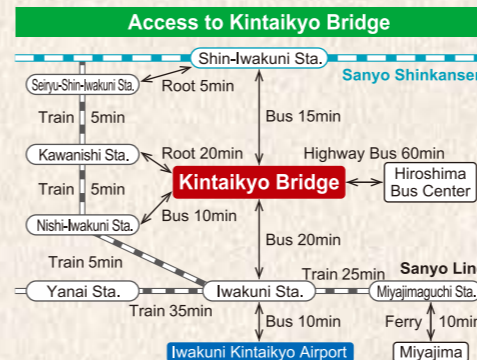 Access to Kintaikyo Bridge
Shin-Iwakuni Sta.
Sanyo Shinkansen
Seiryu-Shin-Iwakuni Sta.
Root 5min
Train 5min
Bus 15min
Kawanishi Sta.
Root 20min
Highway Bus 60min
Kintaikyo Bridge
Hiroshima
Bus Center
Train 5min
Nishi-Iwakuni Sta.
Bus 10min
Bus 20min
Train 5min
Train 25min
Sanyo Line
Yanai Sta.
Iwakuni Sta.
Miyajimaguchi Sta.
Train 35min
Bus 10min
Ferry 10min
Iwakuni Kintaikyo Airport
Miyajima